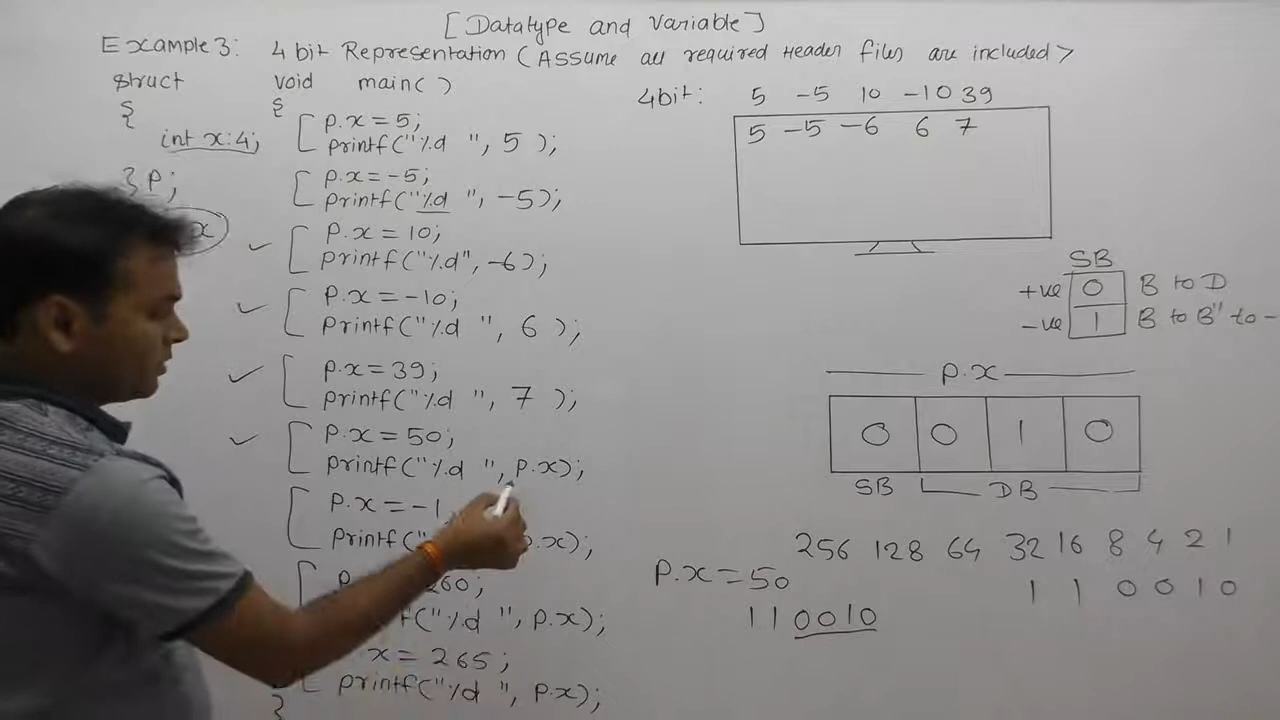 [Datatype and Variable]
Example 3: 4 bit Representation (Assume all required Header files are included>
struct
{
int x:4;
} P;
x
void main()
{
P.x = 5;
printf("%d ", 5 );
P.x = -5;
printf("%d ", -5);
P.x = 10;
printf("%d", -6);
P.x = -10;
printf("%d ", 6 );
P.x = 39;
printf("%d ", 7 );
P.x = 50;
printf("%d ", P.x);
P.x = -1
printf(" .x);
P 260;
f("%d ", P.x);
x = 265;
printf("%d ", P.x);
}
4bit: 5 -5 10 -10 39
5 -5 -6 6 7
SB
+ve 0 B to D
-ve 1 B to B" to -
P.x
0 0 1 0
SB DB
256 128 64 32 16 8 4 2 1
P.x = 50 1 1 0 0 1 0
110010